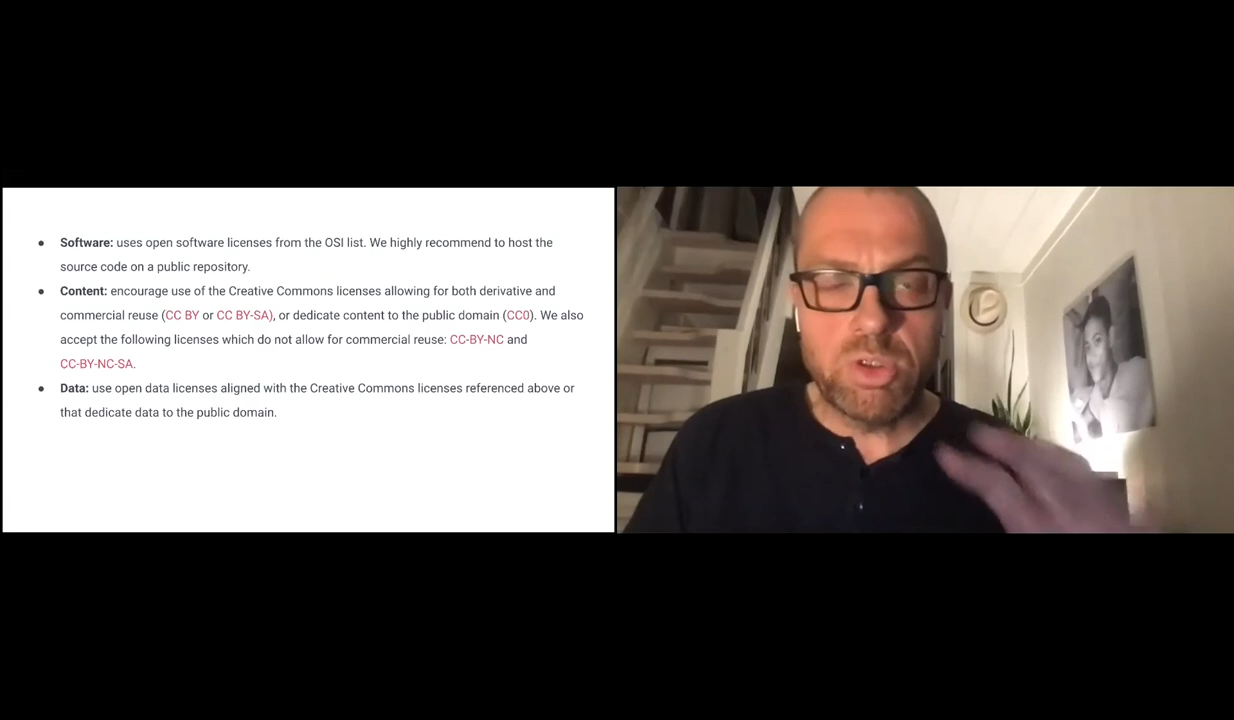 ● Software: uses open software licenses from the OSI list. We highly recommend to host the
source code on a public repository.
● Content: encourage use of the Creative Commons licenses allowing for both derivative and
commercial reuse (CC BY or CC BY-SA), or dedicate content to the public domain (CC0). We also
accept the following licenses which do not allow for commercial reuse: CC-BY-NC and
CC-BY-NC-SA.
● Data: use open data licenses aligned with the Creative Commons licenses referenced above or
that dedicate data to the public domain.